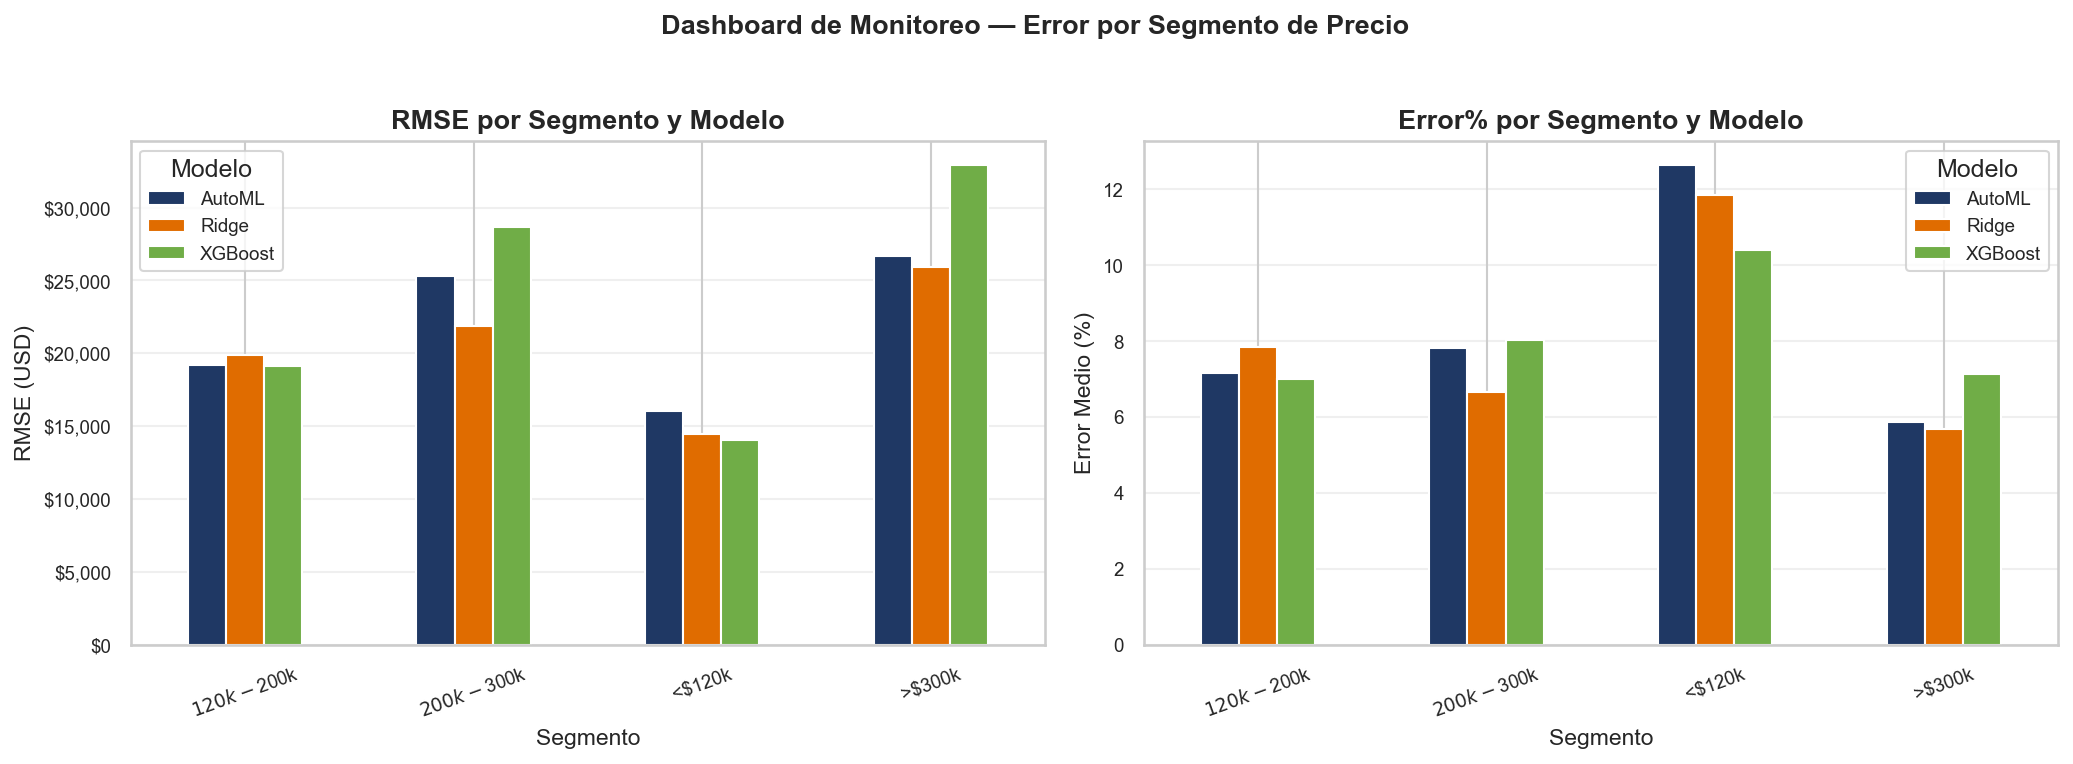 Dashboard de Monitoreo — Error por Segmento de Precio
RMSE por Segmento y Modelo
Modelo
AutoML
Ridge
XGBoost
RMSE (USD)
$30,000
$25,000
$20,000
$15,000
$10,000
$5,000
$0
120k – 200k
200k – 300k
<$120k
>$300k
Segmento
Error% por Segmento y Modelo
Modelo
AutoML
Ridge
XGBoost
Error Medio (%)
12
10
8
6
4
2
0
120k – 200k
200k – 300k
<$120k
>$300k
Segmento